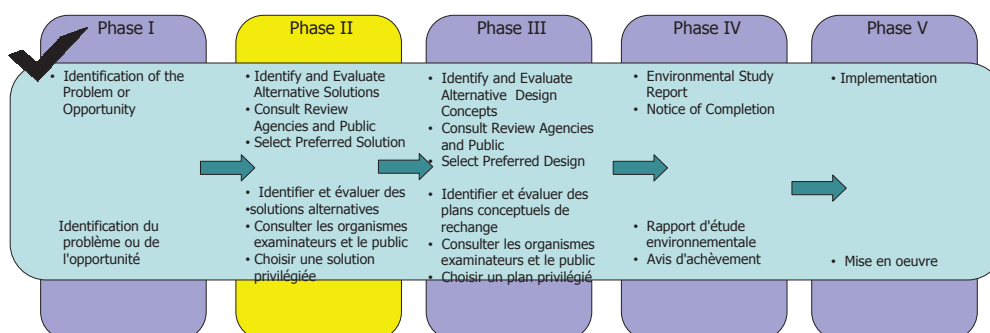 Phase I
• Identification of the
Problem or
Opportunity
Identification du
problème ou de
l'opportunité
Phase II
• Identify and Evaluate
Alternative Solutions
• Consult Review
Agencies and Public
• Select Preferred Solution
• Identifier et évaluer des
•solutions alternatives
• Consulter les organismes
examinateurs et le public
• Choisir une solution
privilégiée
Phase III
• Identify and Evaluate
Alternative Design
Concepts
• Consult Review Agencies
and Public
• Select Preferred Design
• Identifier et évaluer des
plans conceptuels de
rechange
• Consulter les organismes
examinateurs et le public
• Choisir un plan privilégié
Phase IV
• Environmental Study
Report
• Notice of Completion
• Rapport d'étude
environnementale
• Avis d'achèvement
Phase V
• Implementation
• Mise en oeuvre